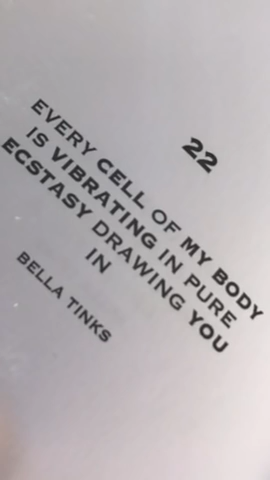 22
EVERY CELL OF MY BODY
IS VIBRATING IN PURE
ECSTASY DRAWING YOU
IN
BELLA TINKS